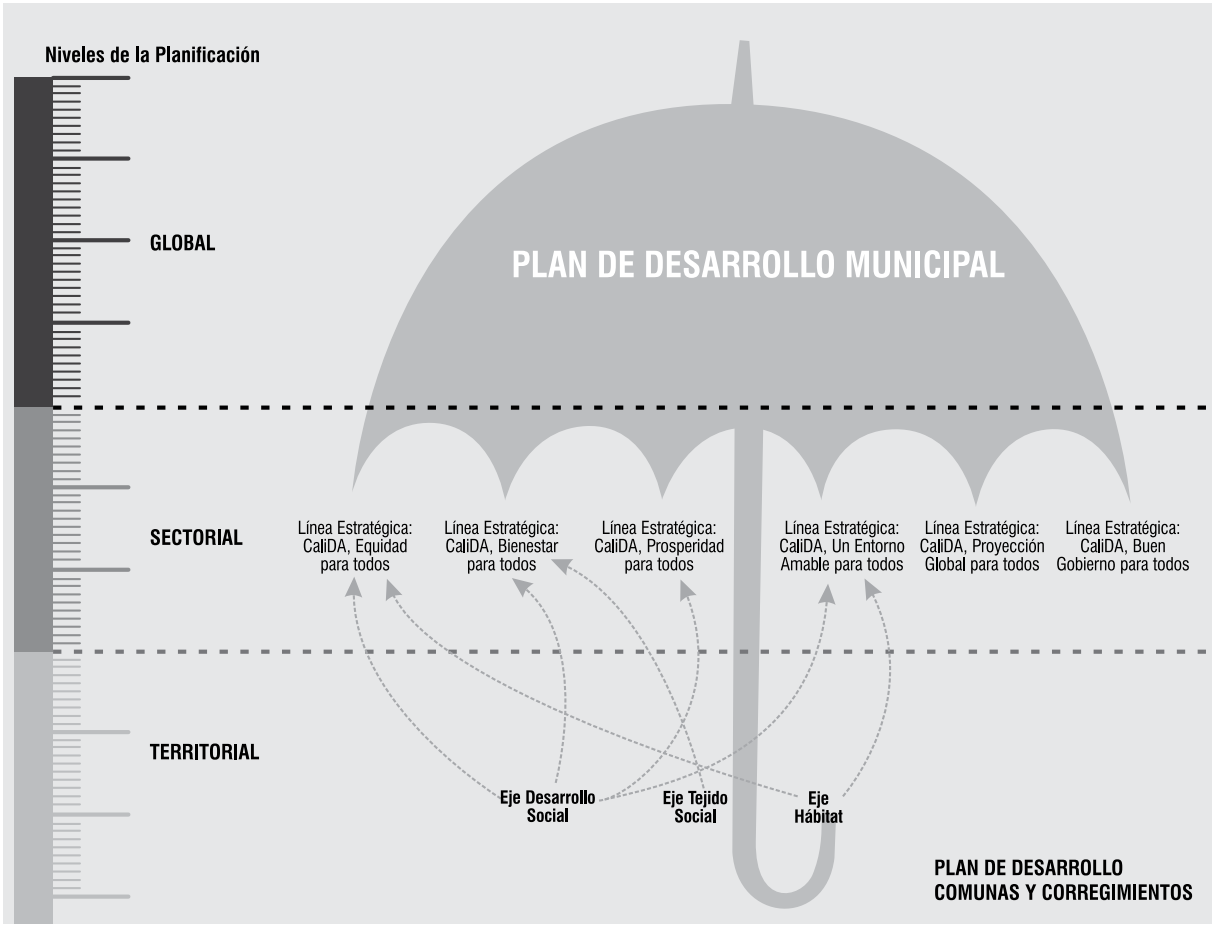 Niveles de la Planificación
GLOBAL
PLAN DE DESARROLLO MUNICIPAL
SECTORIAL
Línea Estratégica:
CaliDA, Equidad
para todos
Línea Estratégica:
CaliDA, Bienestar
para todos
Línea Estratégica:
CaliDA, Prosperidad
para todos
Línea Estratégica:
CaliDA, Un Entorno
Amable para todos
Línea Estratégica:
CaliDA, Proyección
Global para todos
Línea Estratégica:
CaliDA, Buen
Gobierno para todos
TERRITORIAL
Eje Desarrollo
Social
Eje Tejido
Social
Eje
Hábitat
PLAN DE DESARROLLO
COMUNAS Y CORREGIMIENTOS